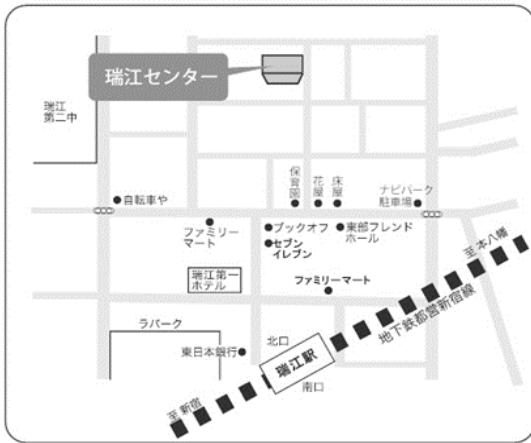 瑞江センター
瑞江
第二中
保育園
花屋
床屋
ナビパーク
駐車場
自転車や
ファミリー
マート
ブックオフ
セブン
イレブン
東部フレンド
ホール
至本八幡
瑞江第一
ホテル
ファミリーマート
地下鉄都営新宿線
ラパーク
東日本銀行
北口
瑞江駅
南口
至新宿